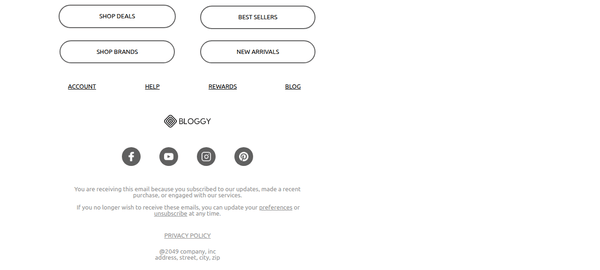 SHOP DEALS
BEST SELLERS
SHOP BRANDS
NEW ARRIVALS
ACCOUNT HELP REWARDS BLOG
BLOGGY
You are receiving this email because you subscribed to our updates, made a recent
purchase, or engaged with our services.
If you no longer wish to receive these emails, you can update your preferences or
unsubscribe at any time.
PRIVACY POLICY
@2049 company, inc
address, street, city, zip